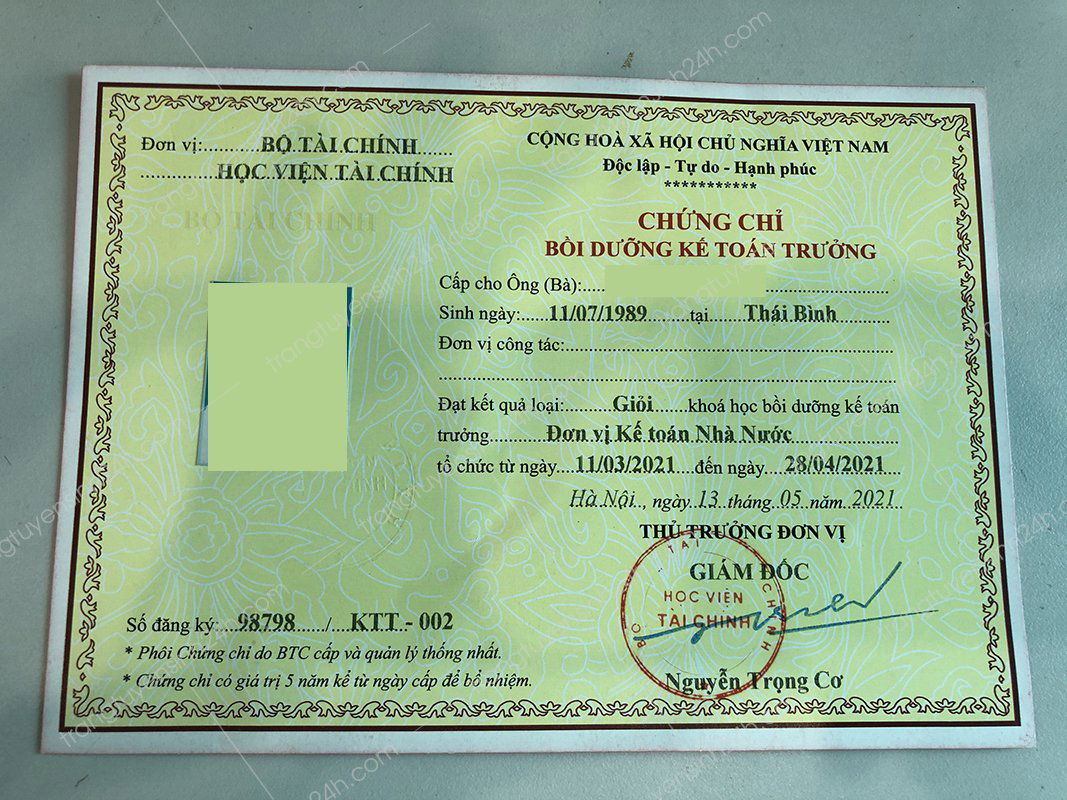 Đơn vị:..........BỘ TÀI CHÍNH......
..............HỌC VIỆN TÀI CHÍNH
BỘ TÀI CHÍNH
CỘNG HOÀ XÃ HỘI CHỦ NGHĨA VIỆT NAM
Độc lập - Tự do - Hạnh phúc
***********
CHỨNG CHỈ
BỒI DƯỠNG KẾ TOÁN TRƯỞNG
Cấp cho Ông (Bà):.....
Sinh ngày:.....11/07/1989.......tại.......Thái Bình..........
Đơn vị công tác:..........
Đạt kết quả loại:.........Giỏi......khoá học bồi dưỡng kế toán
trưởng..........Đơn vị Kế toán Nhà Nước..........
tổ chức từ ngày....11/03/2021....đến ngày....28/04/2021...
Hà Nội.., ngày.13.tháng..05.năm..2021..
THỦ TRƯỞNG ĐƠN VỊ
GIÁM ĐỐC
BỘ TÀI CHÍNH
HỌC VIỆN
TÀI CHÍNH
Nguyễn Trọng Cơ
Số đăng ký:...98798...../....KTT - 002
* Phôi Chứng chỉ do BTC cấp và quản lý thống nhất.
* Chứng chỉ có giá trị 5 năm kể từ ngày cấp để bổ nhiệm.